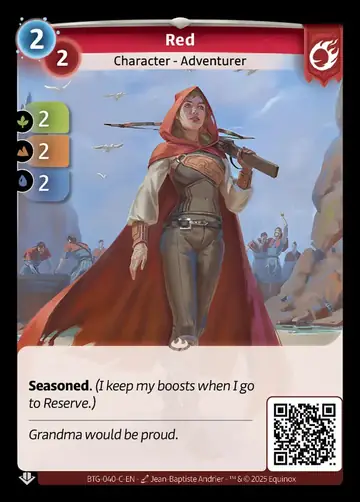 2
Red
2
Character - Adventurer
2
2
2
Seasoned. (I keep my boosts when I go
to Reserve.)
Grandma would be proud.
BTG-040-C-EN - Jean-Baptiste Andrier - ™ & © 2025 Equinox